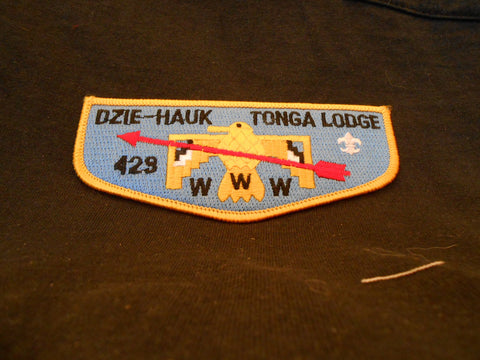 DZIE-HAUK TONGA LODGE
429
W W W